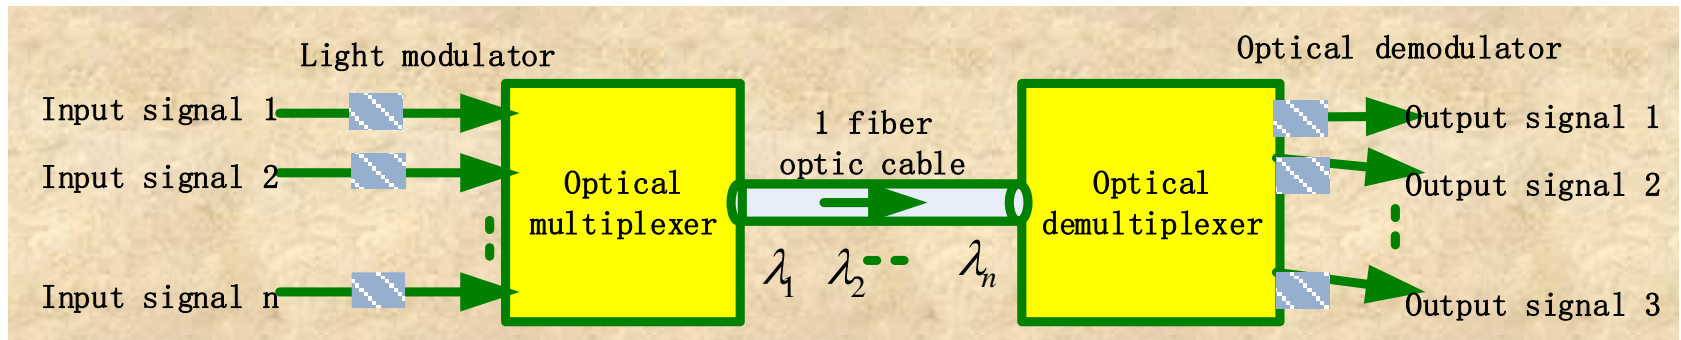 Light modulator
Optical demodulator
Input signal 1
Input signal 2
Input signal n
Optical
multiplexer
1 fiber
optic cable
λ1 λ2 λn
Optical
demultiplexer
Output signal 1
Output signal 2
Output signal 3